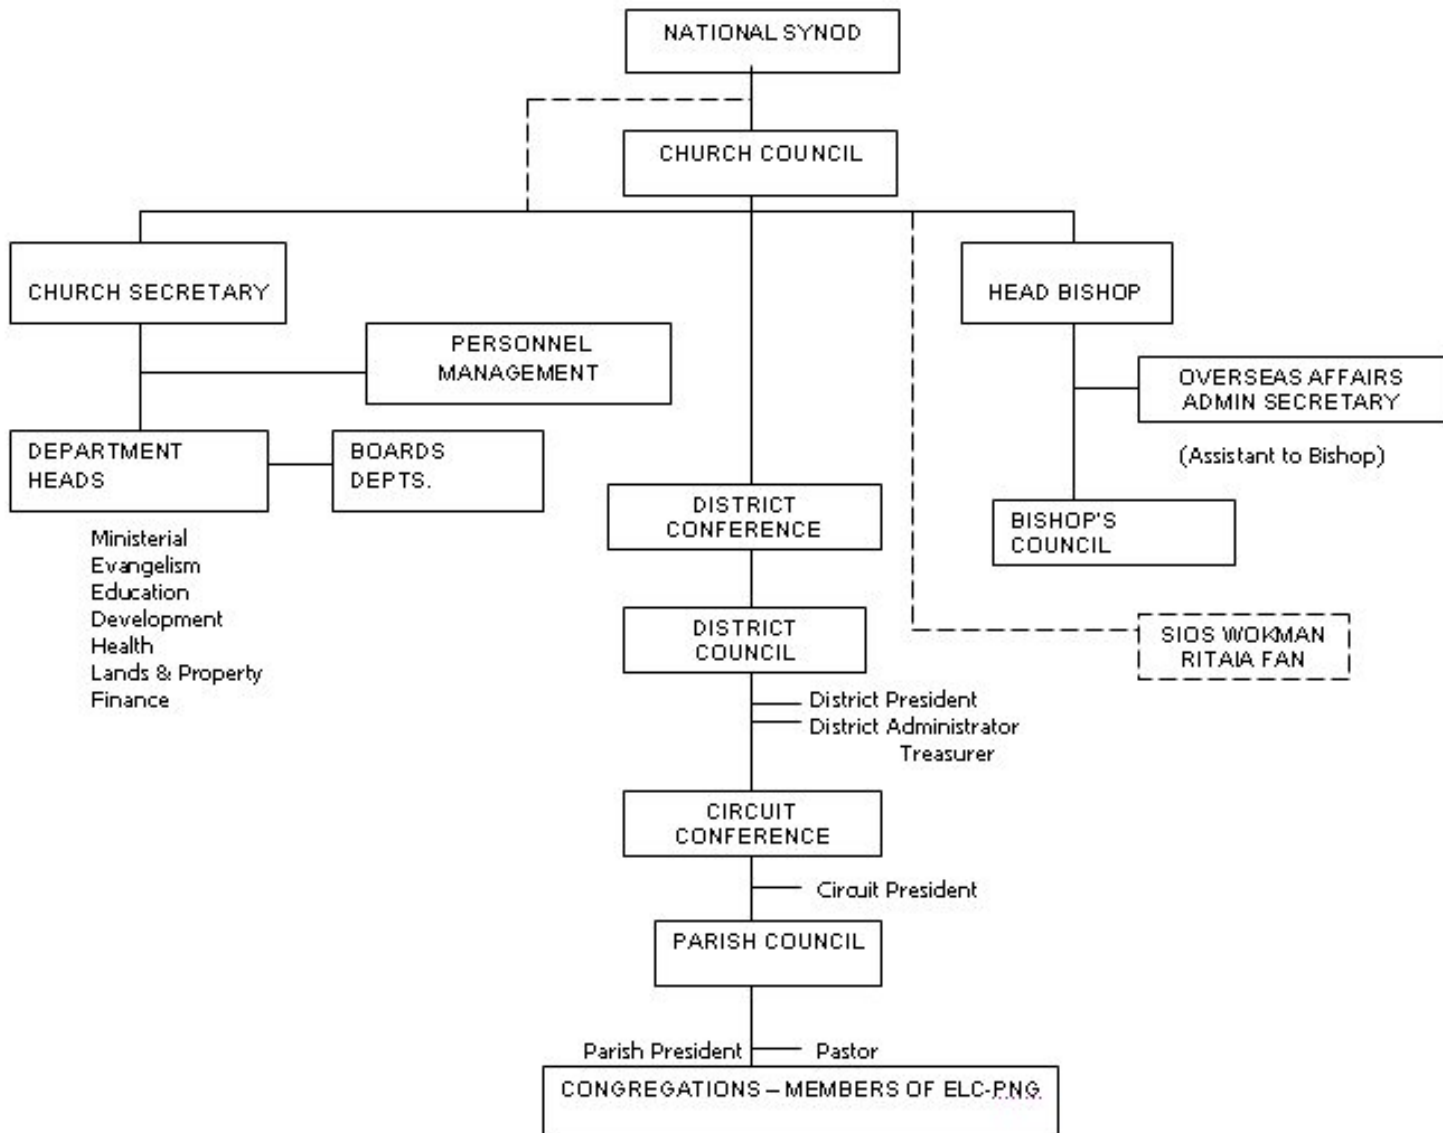 NATIONAL SYNOD
CHURCH COUNCIL
CHURCH SECRETARY
HEAD BISHOP
PERSONNEL
MANAGEMENT
OVERSEAS AFFAIRS
ADMIN SECRETARY
(Assistant to Bishop)
DEPARTMENT
HEADS
BOARDS
DEPTS.
Ministerial
Evangelism
Education
Development
Health
Lands & Property
Finance
BISHOP'S
COUNCIL
DISTRICT
CONFERENCE
DISTRICT
COUNCIL
SIOS WOKMAN
RITAIA FAN
District President
District Administrator
Treasurer
CIRCUIT
CONFERENCE
Circuit President
PARISH COUNCIL
Parish President
Pastor
CONGREGATIONS – MEMBERS OF ELC-PNG